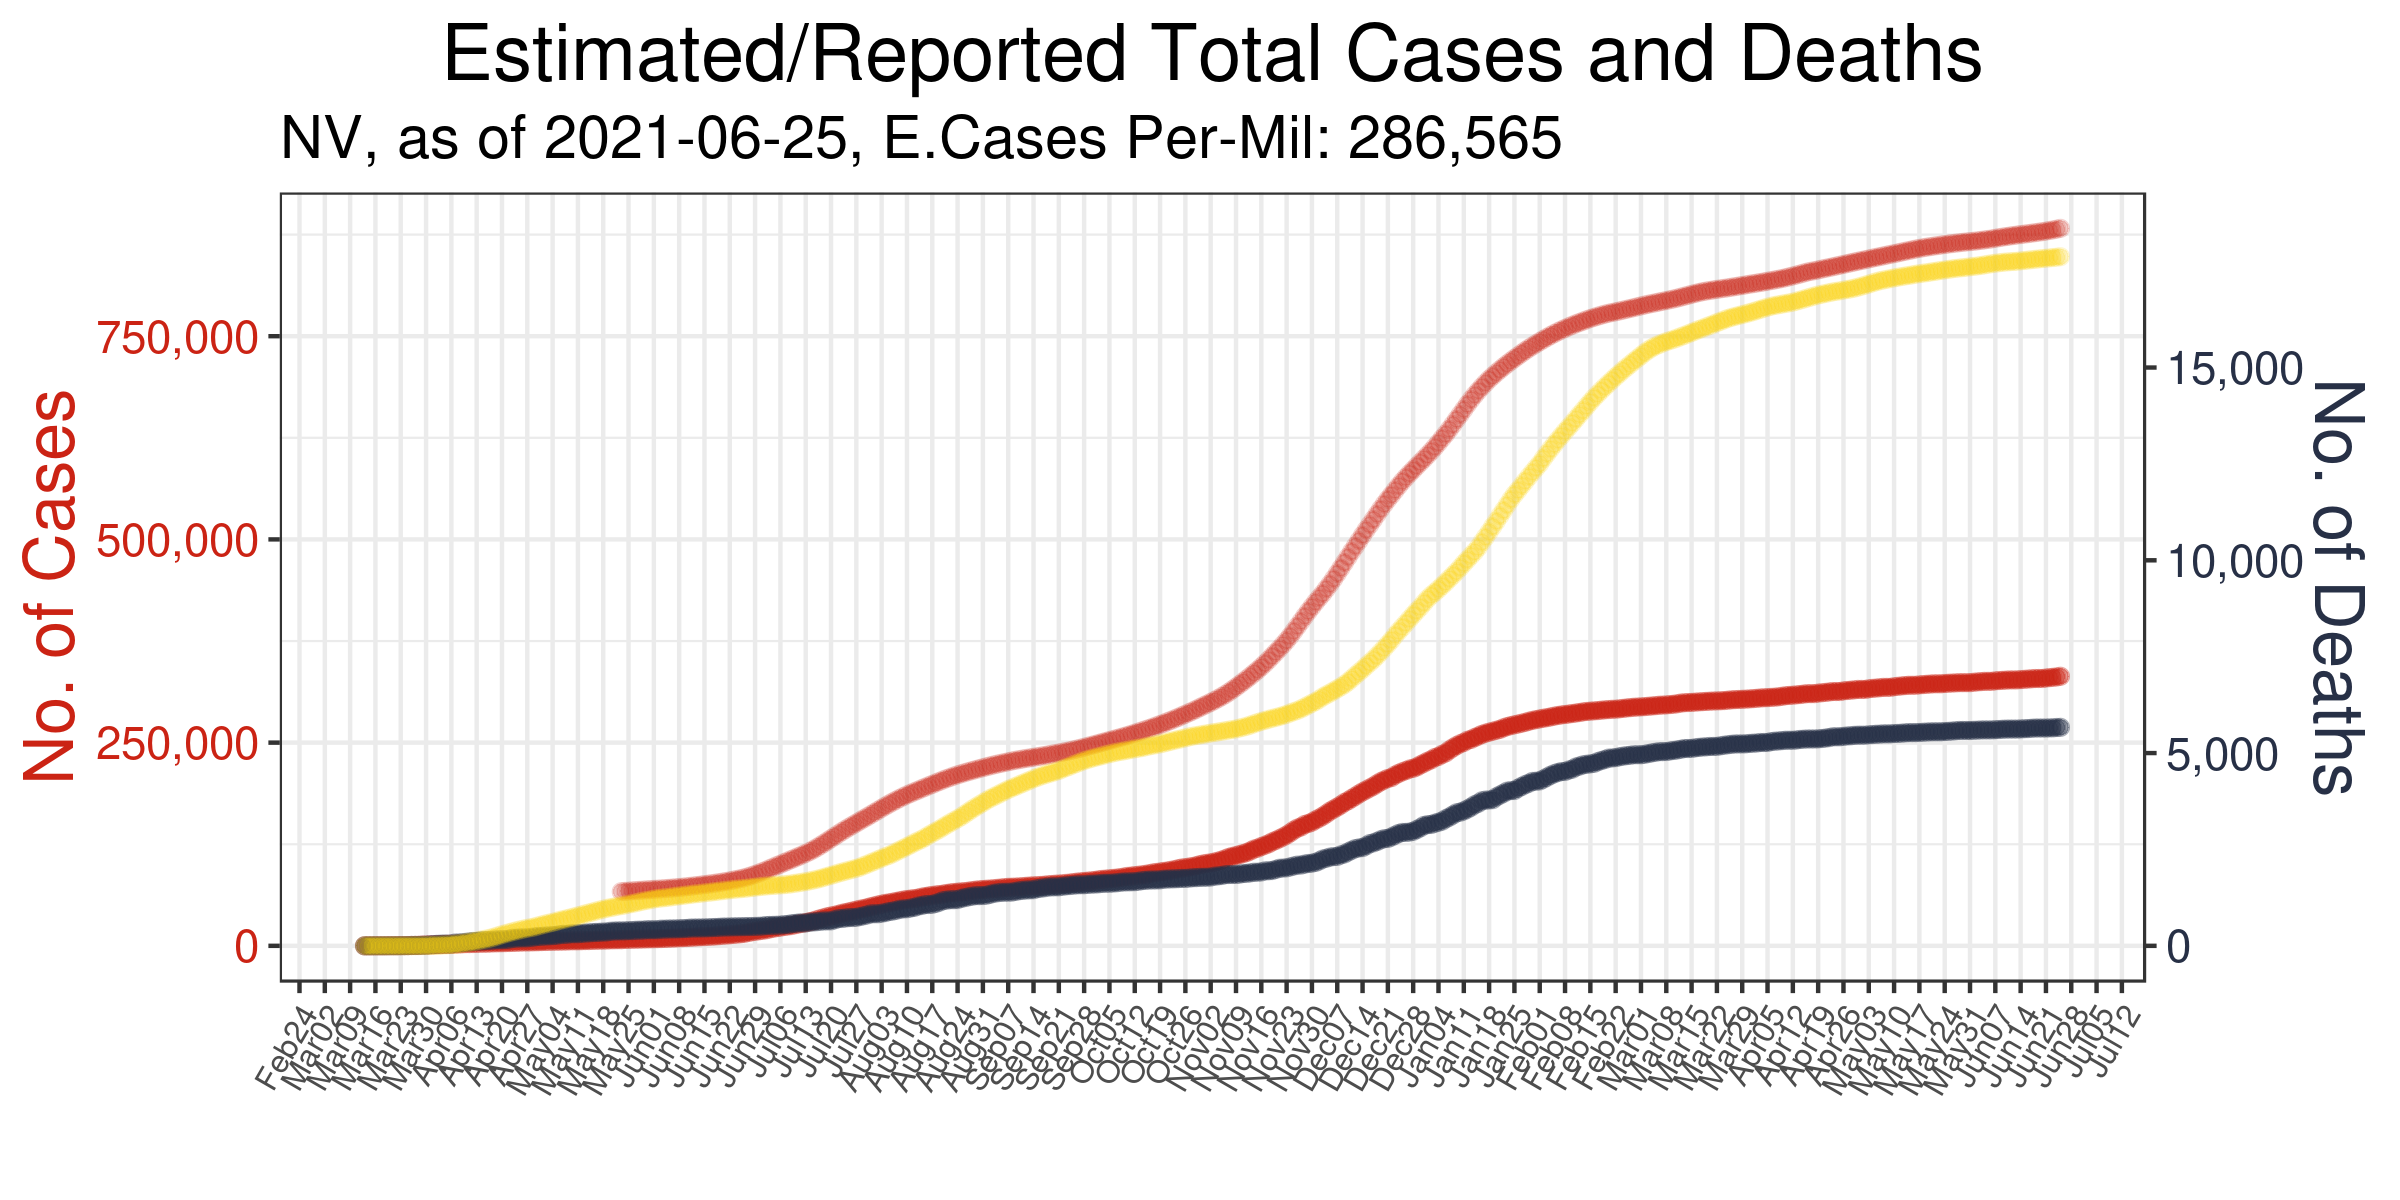 Estimated/Reported Total Cases and Deaths
NV, as of 2021-06-25, E.Cases Per-Mil: 286,565
No. of Cases
750,000
500,000
250,000
0
15,000
10,000
5,000
0
No. of Deaths
Feb24
Mar02
Mar09
Mar16
Mar23
Mar30
Apr06
Apr13
Apr20
Apr27
May04
May11
May18
May25
Jun01
Jun08
Jun15
Jun22
Jun29
Jul06
Jul13
Jul20
Jul27
Aug03
Aug10
Aug17
Aug24
Aug31
Sep07
Sep14
Sep21
Sep28
Oct05
Oct12
Oct19
Oct26
Nov02
Nov09
Nov16
Nov23
Nov30
Dec07
Dec14
Dec21
Dec28
Jan04
Jan11
Jan18
Jan25
Feb01
Feb08
Feb15
Feb22
Mar01
Mar08
Mar15
Mar22
Mar29
Apr05
Apr12
Apr19
Apr26
May03
May10
May17
May24
May31
Jun07
Jun14
Jun21
Jun28
Jul05
Jul12